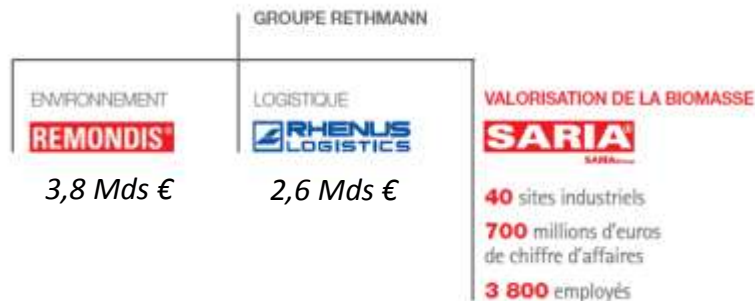 GROUPE RETHMANN
ENVIRONNEMENT
REMONDIS®
3,8 Mds €
LOGISTIQUE
RHENUS
LOGISTICS
2,6 Mds €
VALORISATION DE LA BIOMASSE
SARIA®
40 sites industriels
700 millions d'euros
de chiffre d'affaires
3 800 employés